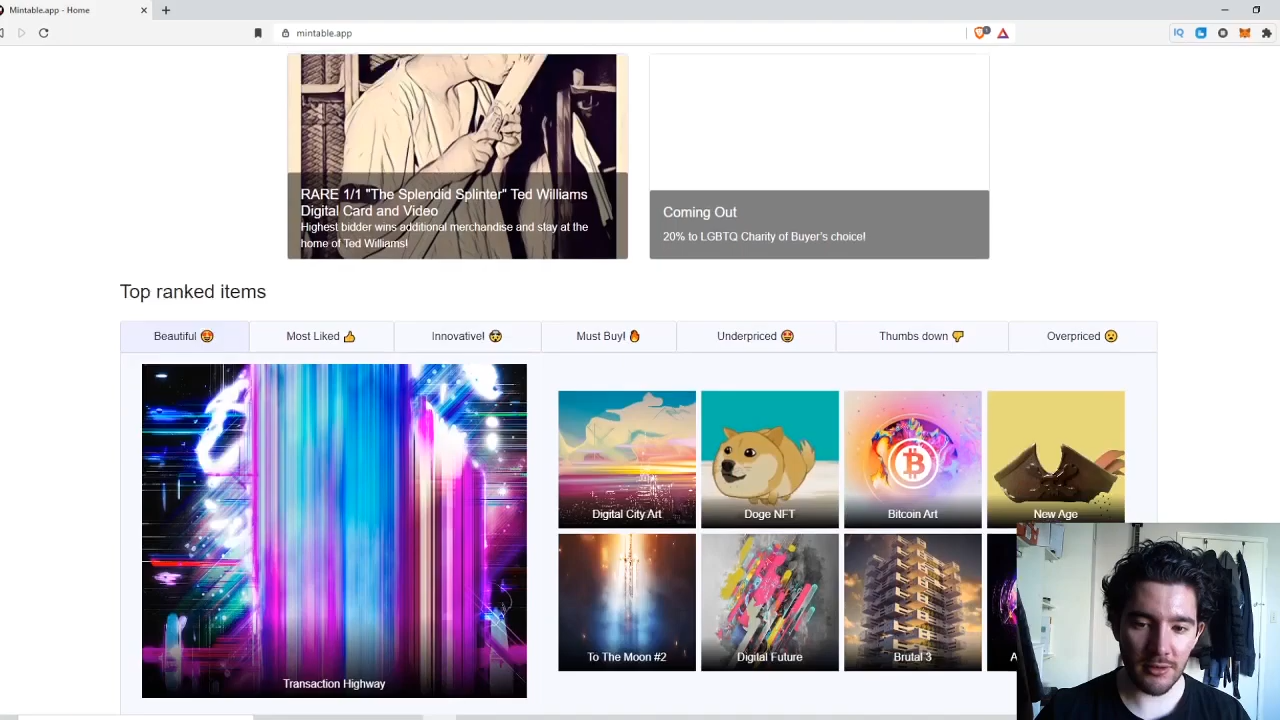 Mintable.app - Home
mintable.app
RARE 1/1 "The Splendid Splinter" Ted Williams
Digital Card and Video
Highest bidder wins additional merchandise and stay at the
home of Ted Williams!
Coming Out
20% to LGBTQ Charity of Buyer's choice!
Top ranked items
Beautiful 🤩
Most Liked 👍
Innovative! 🤯
Must Buy! 🔥
Underpriced 🤩
Thumbs down 👎
Overpriced 😦
Digital City Art
Doge NFT
Bitcoin Art
New Age
To The Moon #2
Digital Future
Brutal 3
Transaction Highway